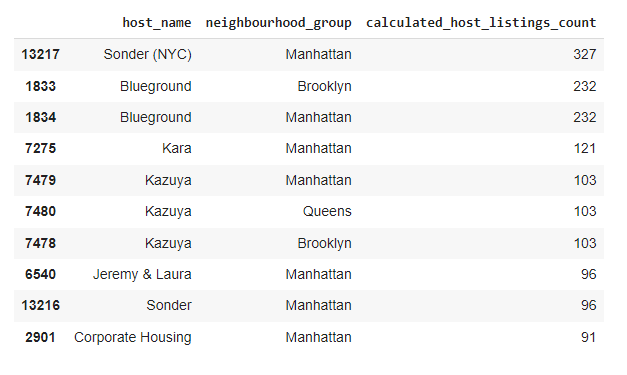 host_name neighbourhood_group calculated_host_listings_count
13217 Sonder (NYC) Manhattan 327
1833 Blueground Brooklyn 232
1834 Blueground Manhattan 232
7275 Kara Manhattan 121
7479 Kazuya Manhattan 103
7480 Kazuya Queens 103
7478 Kazuya Brooklyn 103
6540 Jeremy & Laura Manhattan 96
13216 Sonder Manhattan 96
2901 Corporate Housing Manhattan 91